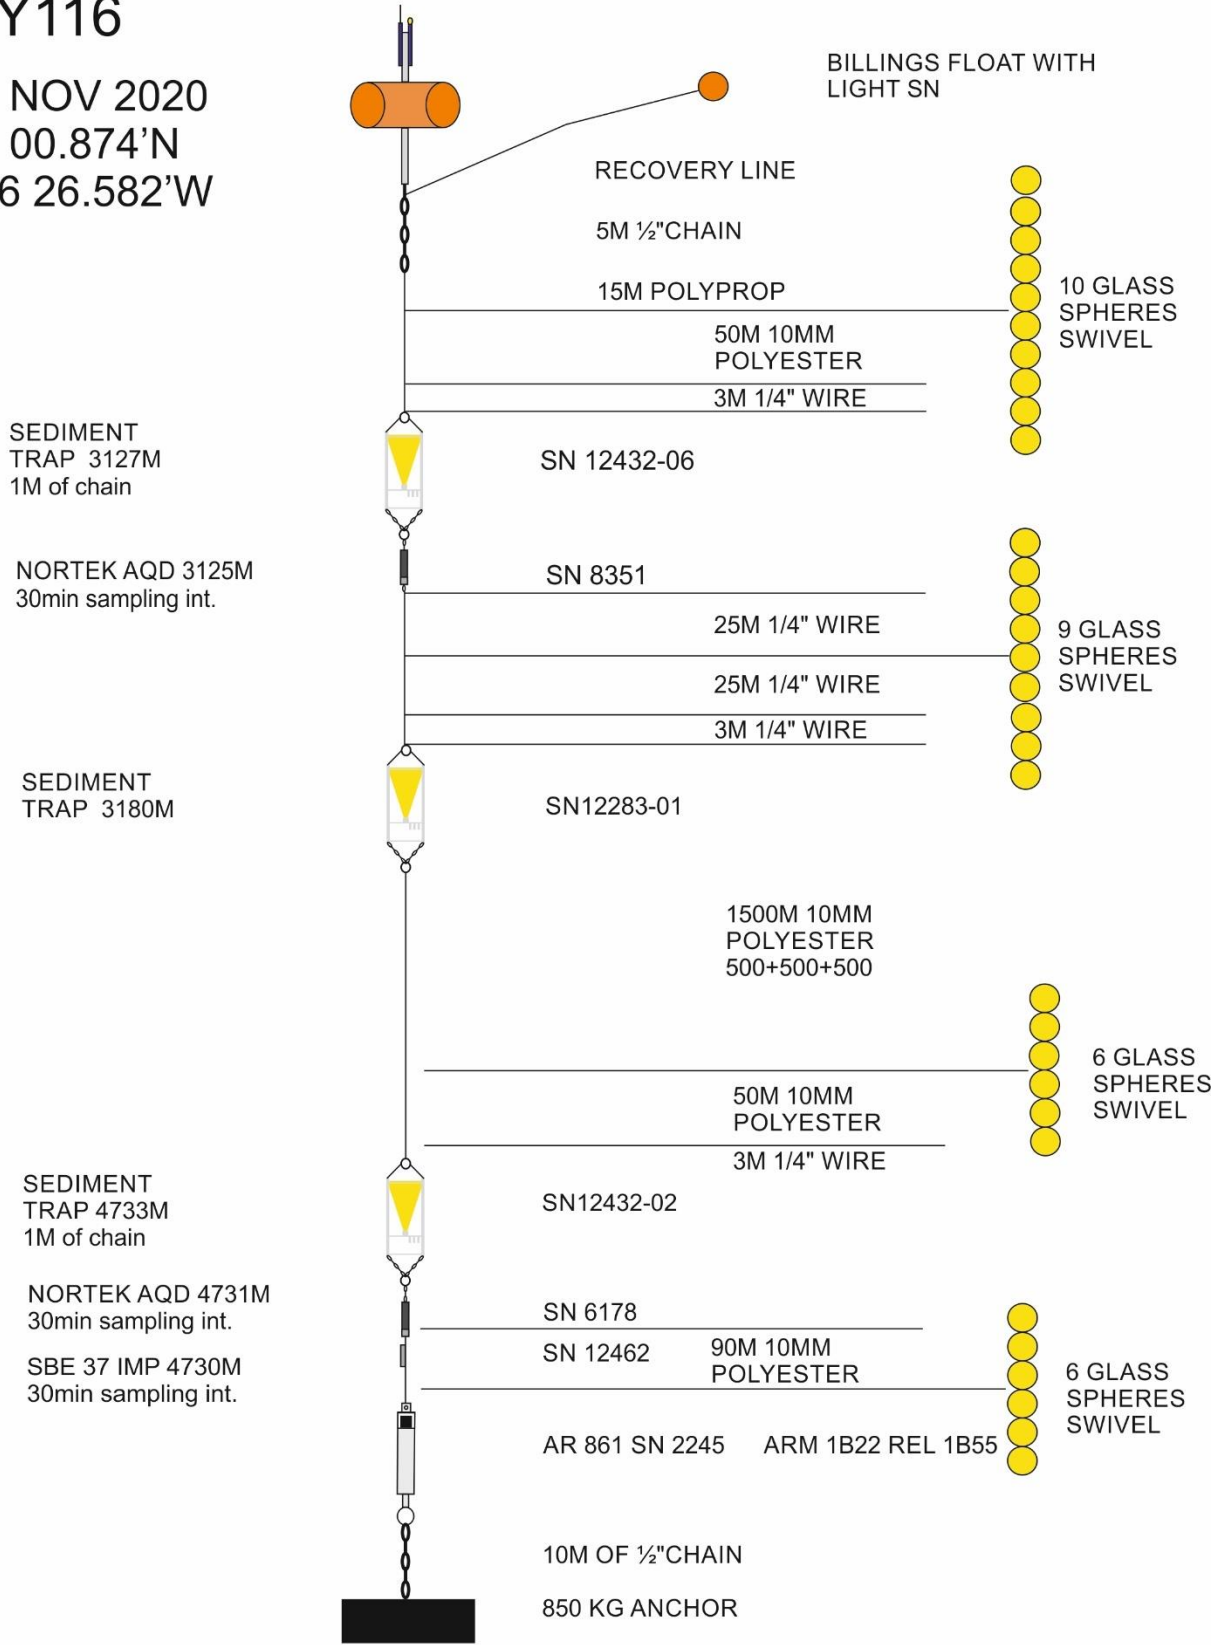 Y116
NOV 2020
00.874’N
6 26.582’W
BILLINGS FLOAT WITH
LIGHT SN
RECOVERY LINE
5M ½"CHAIN
15M POLYPROP
10 GLASS
SPHERES
SWIVEL
50M 10MM
POLYESTER
3M 1/4" WIRE
SEDIMENT
TRAP 3127M
1M of chain
SN 12432-06
NORTEK AQD 3125M
30min sampling int.
SN 8351
25M 1/4" WIRE
9 GLASS
SPHERES
SWIVEL
25M 1/4" WIRE
3M 1/4" WIRE
SEDIMENT
TRAP 3180M
SN12283-01
1500M 10MM
POLYESTER
500+500+500
6 GLASS
SPHERES
SWIVEL
50M 10MM
POLYESTER
3M 1/4" WIRE
SEDIMENT
TRAP 4733M
1M of chain
SN12432-02
NORTEK AQD 4731M
30min sampling int.
SN 6178
SBE 37 IMP 4730M
30min sampling int.
SN 12462
90M 10MM
POLYESTER
6 GLASS
SPHERES
SWIVEL
AR 861 SN 2245 ARM 1B22 REL 1B55
10M OF ½"CHAIN
850 KG ANCHOR